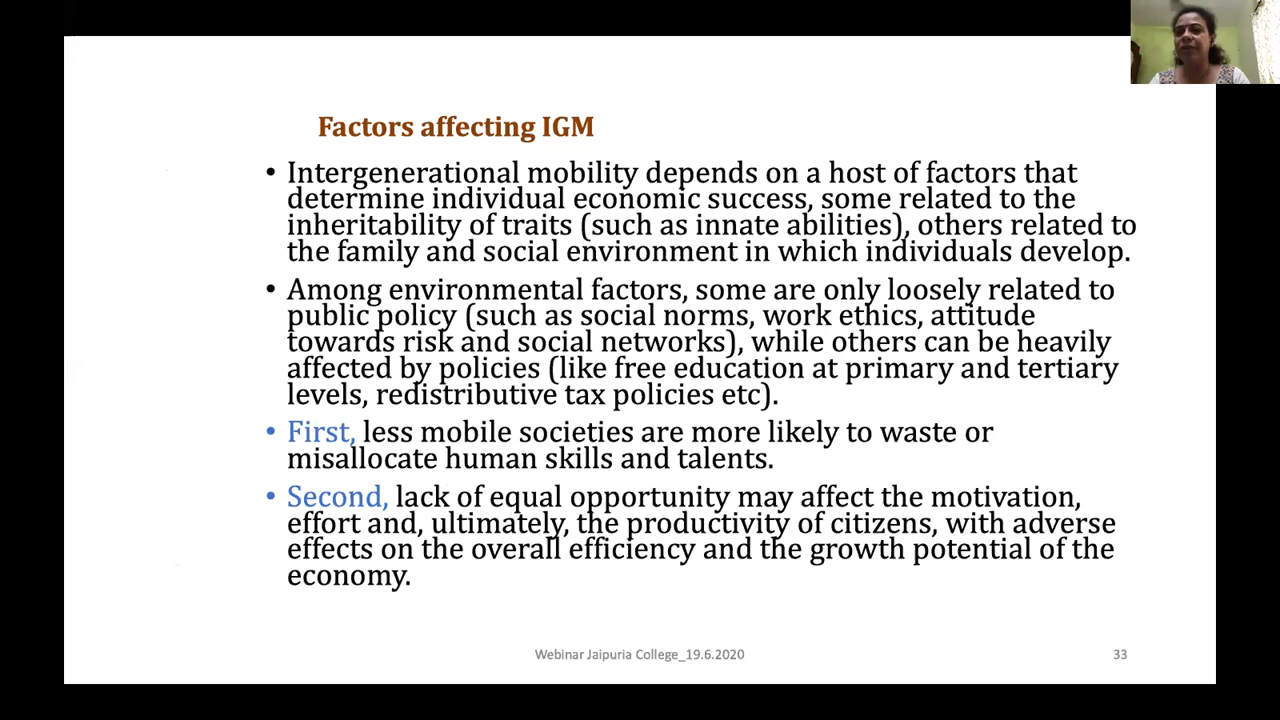 Factors affecting IGM
• Intergenerational mobility depends on a host of factors that
determine individual economic success, some related to the
inheritability of traits (such as innate abilities), others related to
the family and social environment in which individuals develop.
• Among environmental factors, some are only loosely related to
public policy (such as social norms, work ethics, attitude
towards risk and social networks), while others can be heavily
affected by policies (like free education at primary and tertiary
levels, redistributive tax policies etc).
• First, less mobile societies are more likely to waste or
misallocate human skills and talents.
• Second, lack of equal opportunity may affect the motivation,
effort and, ultimately, the productivity of citizens, with adverse
effects on the overall efficiency and the growth potential of the
economy.
Webinar Jaipuria College_19.6.2020
33